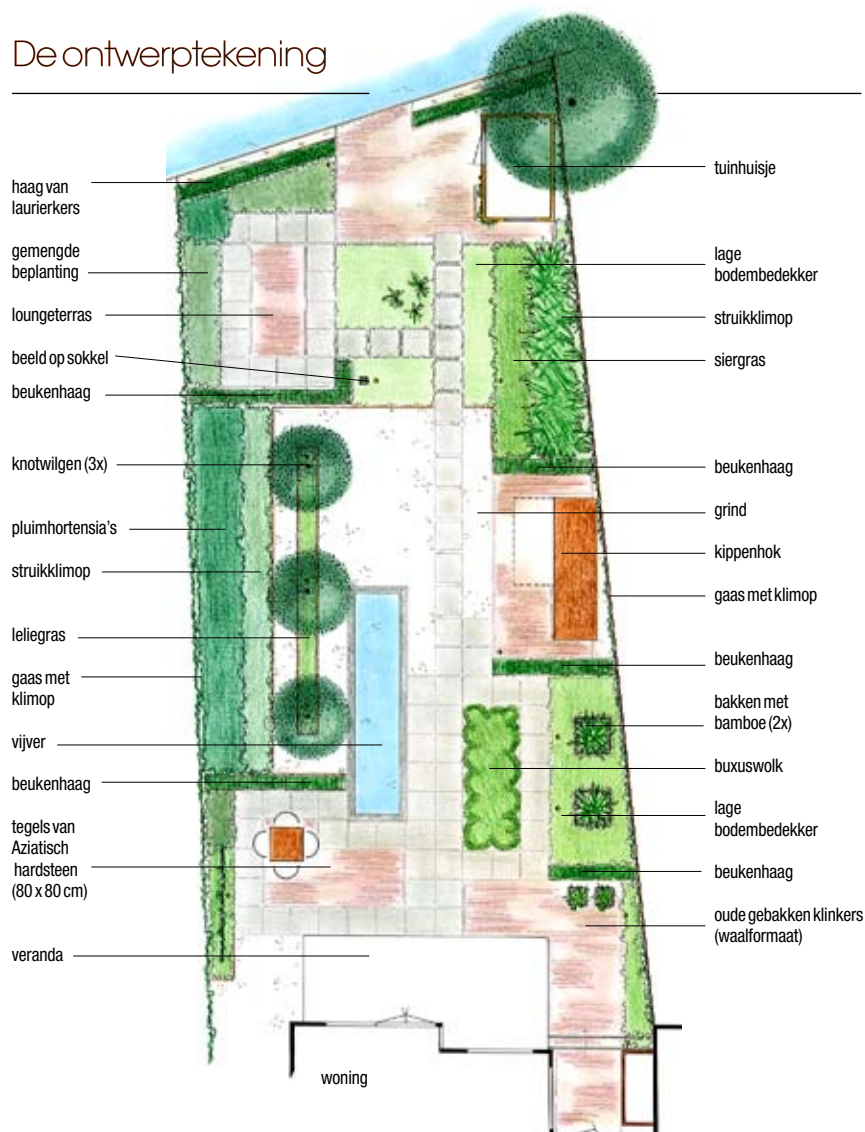 De ontwerptekening
haag van
laurierkers
gemengde
beplanting
loungeterras
beeld op sokkel
beukenhaag
knotwilgen (3x)
pluimhortensia's
struikklimop
leliegras
gaas met
klimop
vijver
beukenhaag
tegels van
Aziatisch
hardsteen
(80 x 80 cm)
veranda
woning
tuinhuisje
lage
bodembedekker
struikklimop
siergras
beukenhaag
grind
kippenhok
gaas met klimop
beukenhaag
bakken met
bamboe (2x)
buxuswolk
lage
bodembedekker
beukenhaag
oude gebakken klinkers
(waalformaat)